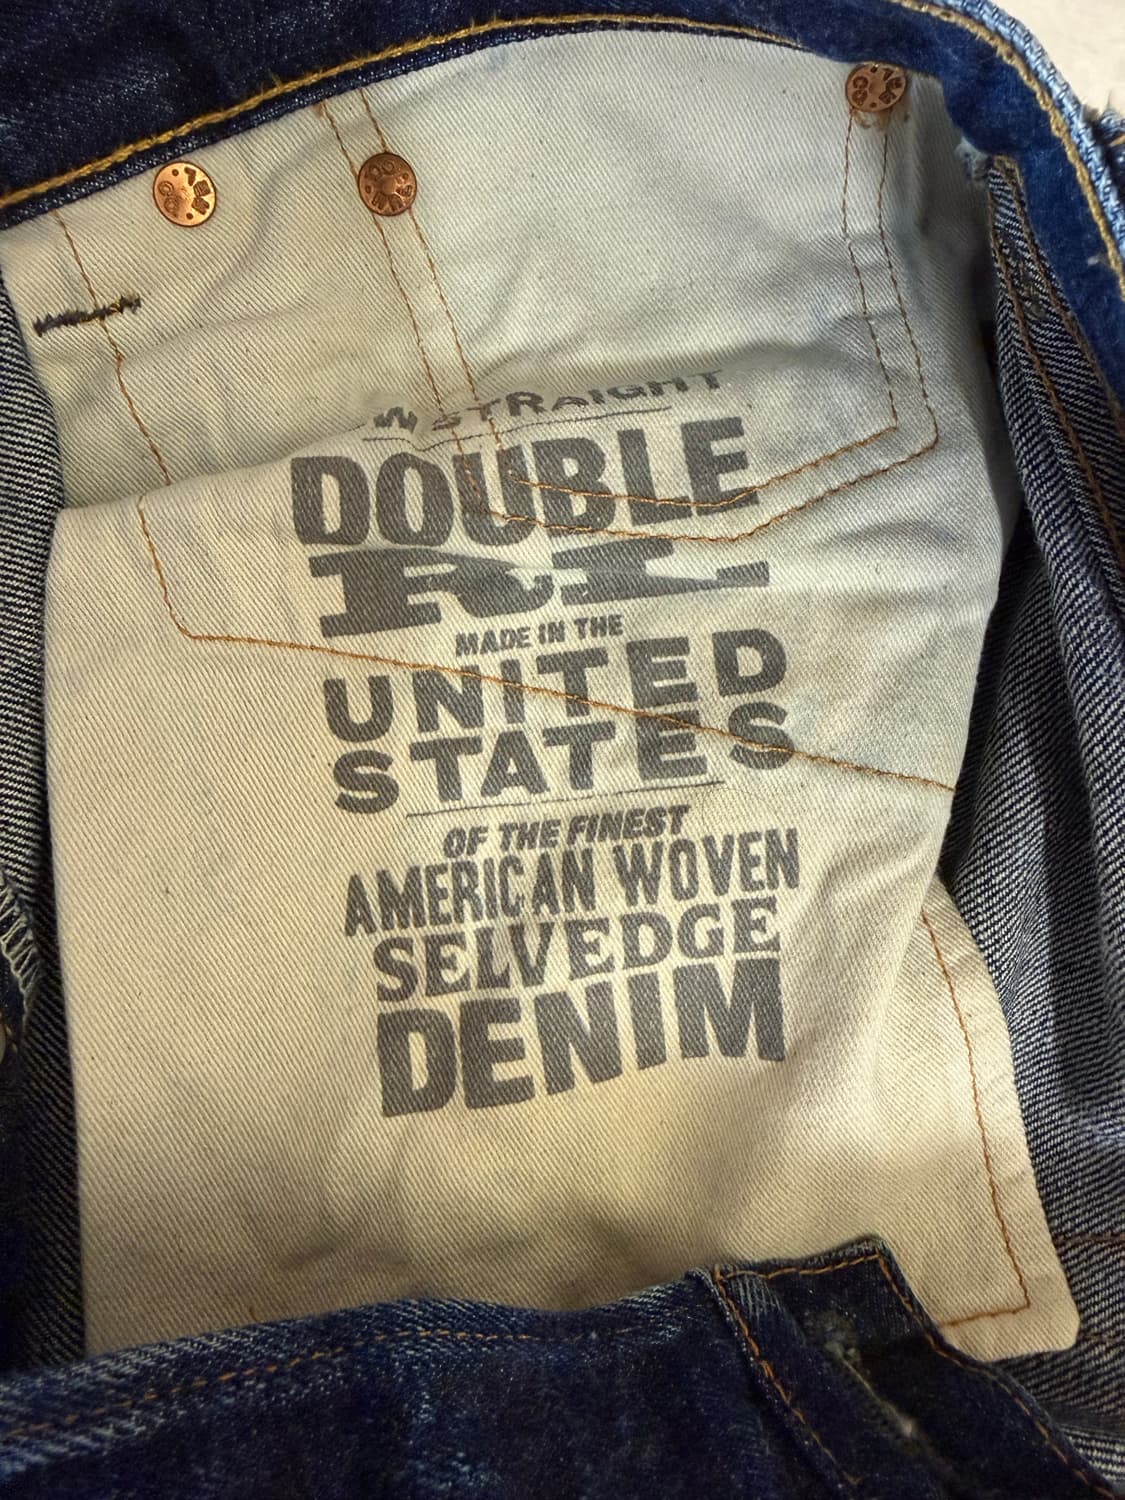 STRAIGHT
DOUBLE
RL
MADE IN THE
UNITED
STATES
OF THE FINEST
AMERICAN WOVEN
SELVEDGE
DENIM